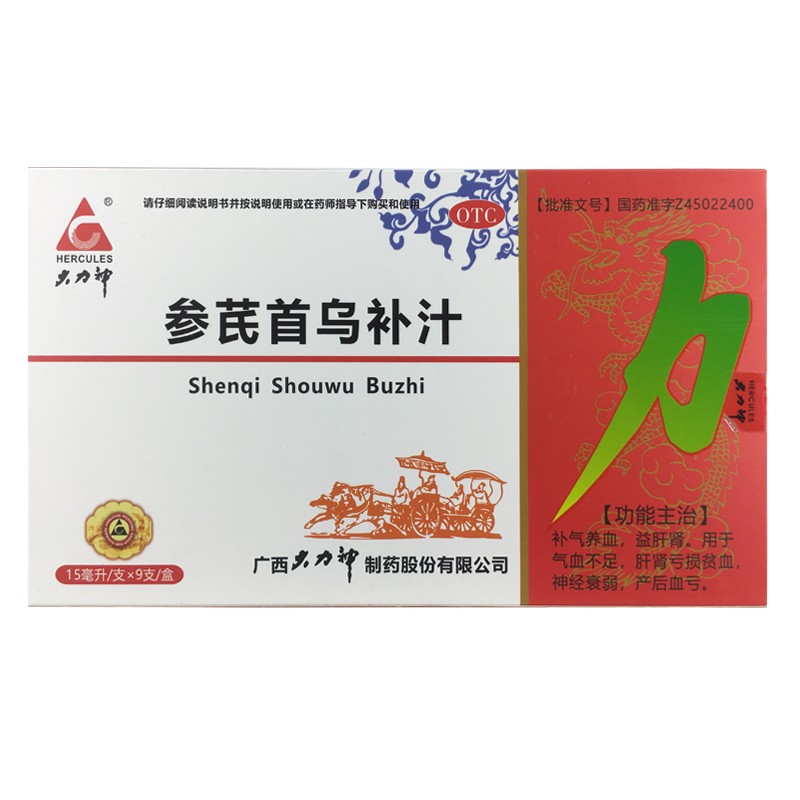 请仔细阅读说明书并按说明使用或在药师指导下购买和使用
OTC
®
HERCULES
大力神
参芪首乌补汁
Shenqi Shouwu Buzhi
15毫升/支×9支/盒
广西大力神制药股份有限公司
【批准文号】国药准字Z45022400
力
HERCULES
大力神
【功能主治】
补气养血，益肝肾。用于
气血不足，肝肾亏损贫血，
神经衰弱，产后血亏。